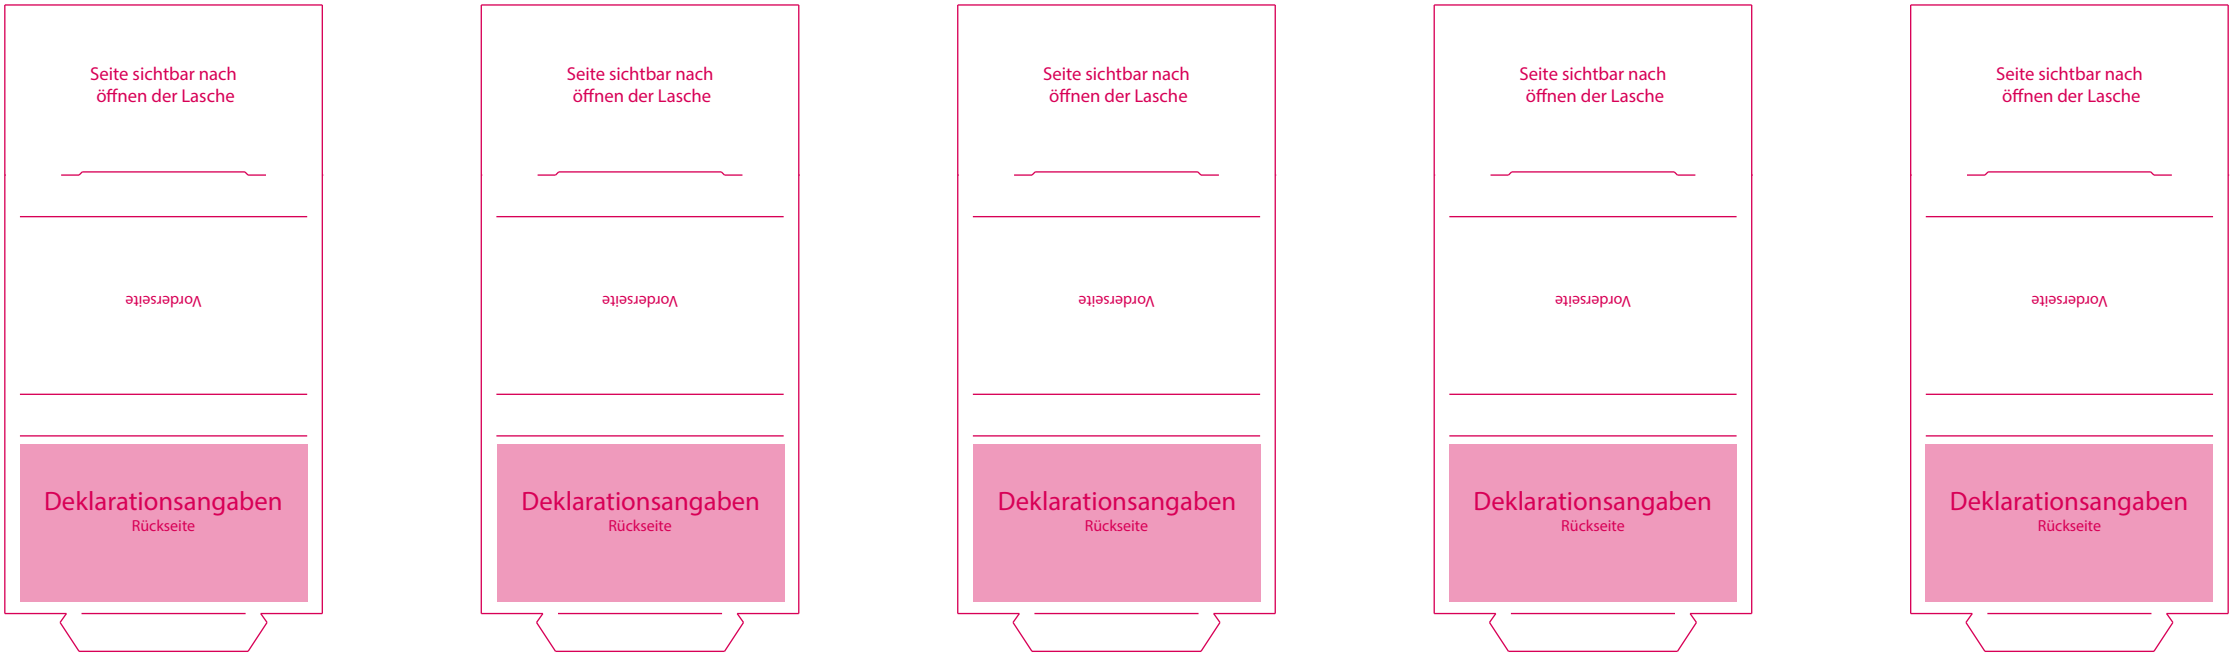 Seite sichtbar nach
öffnen der Lasche
Vorderseite
Deklarationsangaben
Rückseite
Seite sichtbar nach
öffnen der Lasche
Vorderseite
Deklarationsangaben
Rückseite
Seite sichtbar nach
öffnen der Lasche
Vorderseite
Deklarationsangaben
Rückseite
Seite sichtbar nach
öffnen der Lasche
Vorderseite
Deklarationsangaben
Rückseite
Seite sichtbar nach
öffnen der Lasche
Vorderseite
Deklarationsangaben
Rückseite